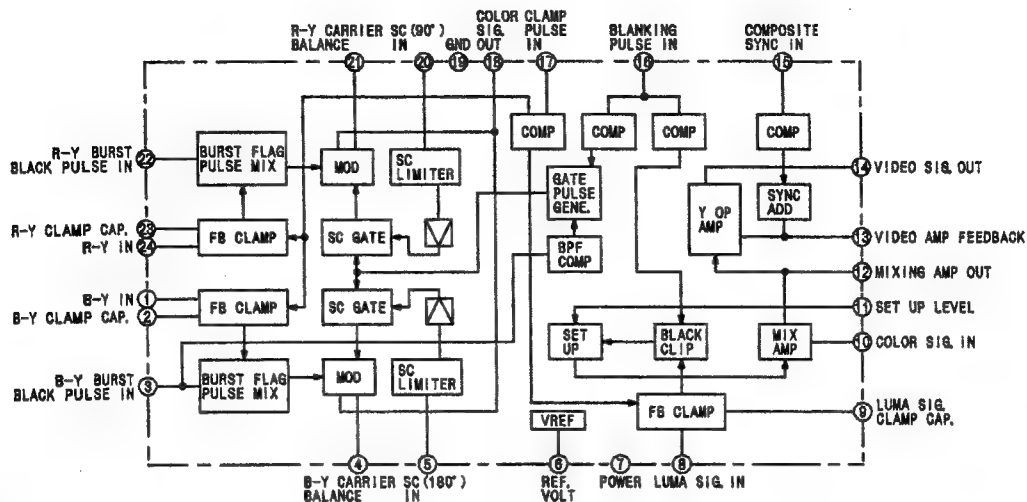 R-Y CARRIER SC (90°) COLOR CLAMP
BALANCE IN GND SIG. PULSE
OUT IN
BLANKING
PULSE IN
COMPOSITE
SYNC IN
21 20 19 18 17 16 15
COMP COMP COMP COMP
R-Y BURST
BLACK PULSE IN
22
BURST FLAG
PULSE MIX
MOD
SC
LIMITER
GATE
PULSE
GENE.
Y OP
AMP
SYNC
ADD
14 VIDEO SIG. OUT
R-Y CLAMP CAP.
23
R-Y IN
24
FB CLAMP
SC GATE
BPF
COMP
13 VIDEO AMP FEEDBACK
12 MIXING AMP OUT
B-Y IN
1
B-Y CLAMP CAP.
2
FB CLAMP
SC GATE
11 SET UP LEVEL
SET
UP
BLACK
CLIP
MIX
AMP
10 COLOR SIG. IN
B-Y BURST
BLACK PULSE IN
3
BURST FLAG
PULSE MIX
MOD
SC
LIMITER
VREF
FB CLAMP
9 LUMA SIG.
CLAMP CAP.
4 5 6 7 8
B-Y CARRIER SC (180°) REF. POWER LUMA SIG. IN
BALANCE IN VOLT